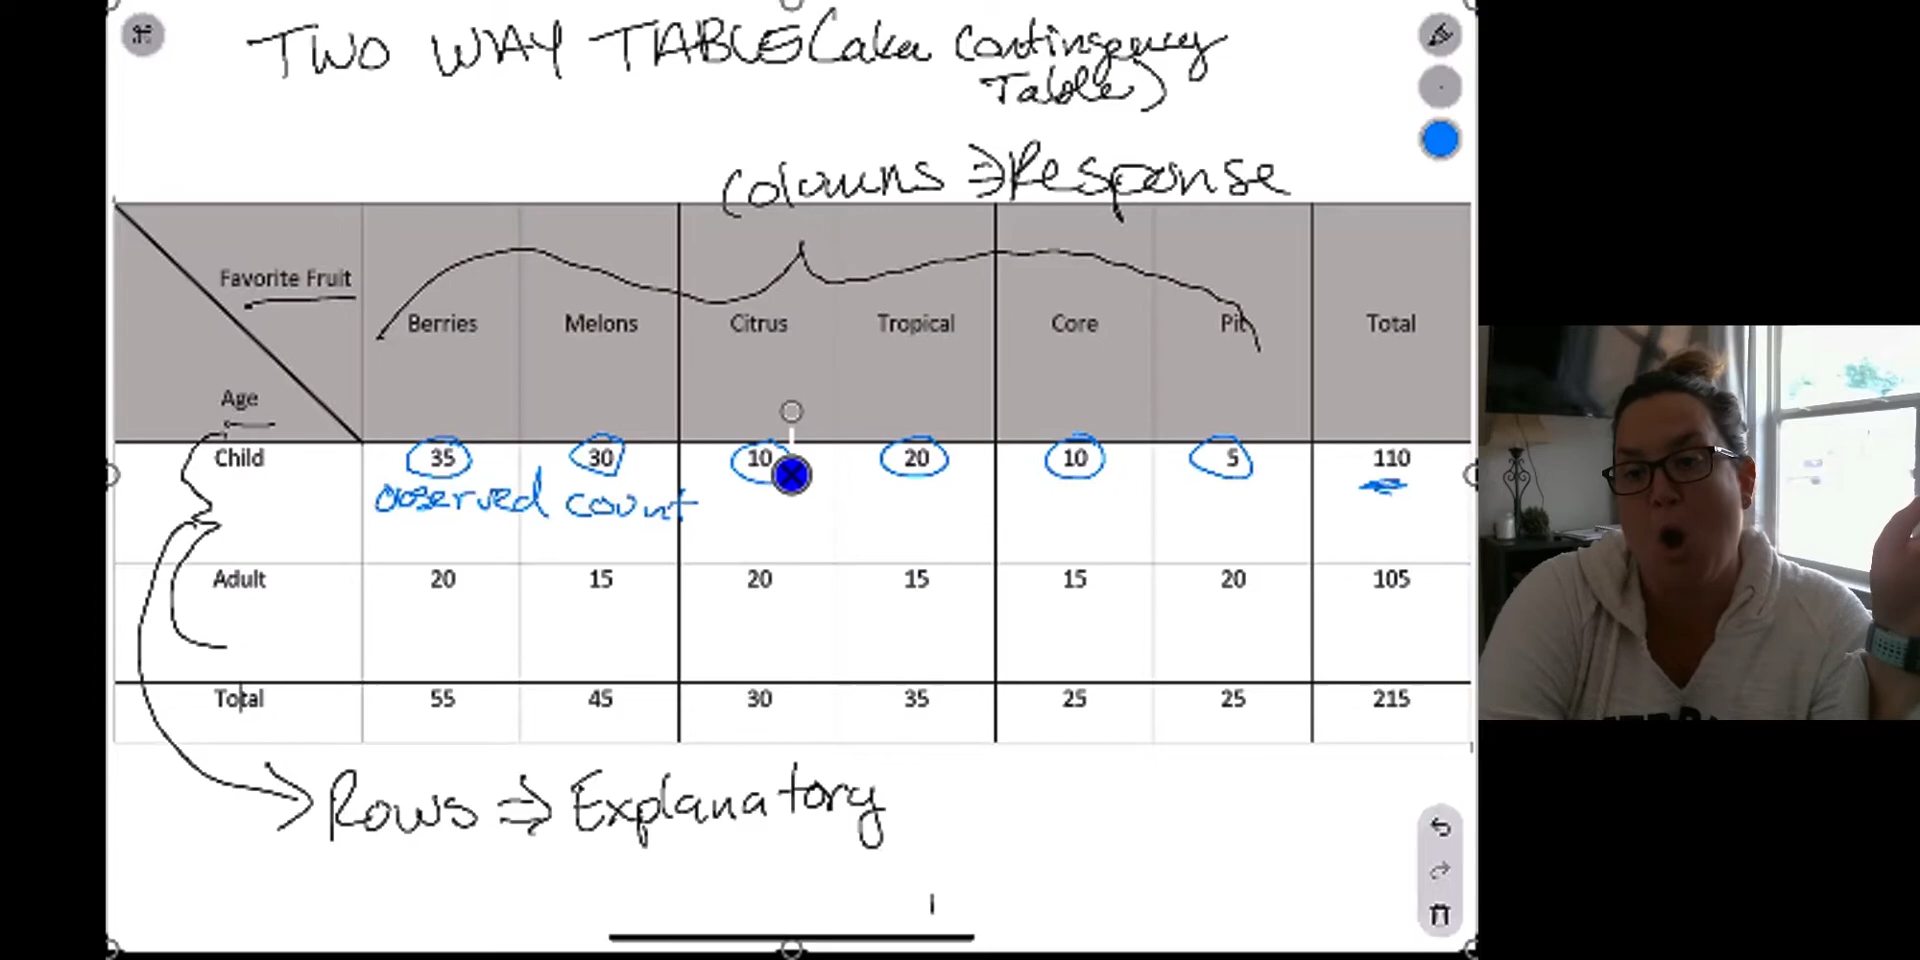 TWO WAY TABLE (aka Contingency
Table)
Columns ⇒ Response
Favorite Fruit
Berries Melons Citrus Tropical Core Pit Total
Age
Child 35 30 10 20 10 5 110
observed count
Adult 20 15 20 15 15 20 105
Total 55 45 30 35 25 25 215
Rows ⇒ Explanatory